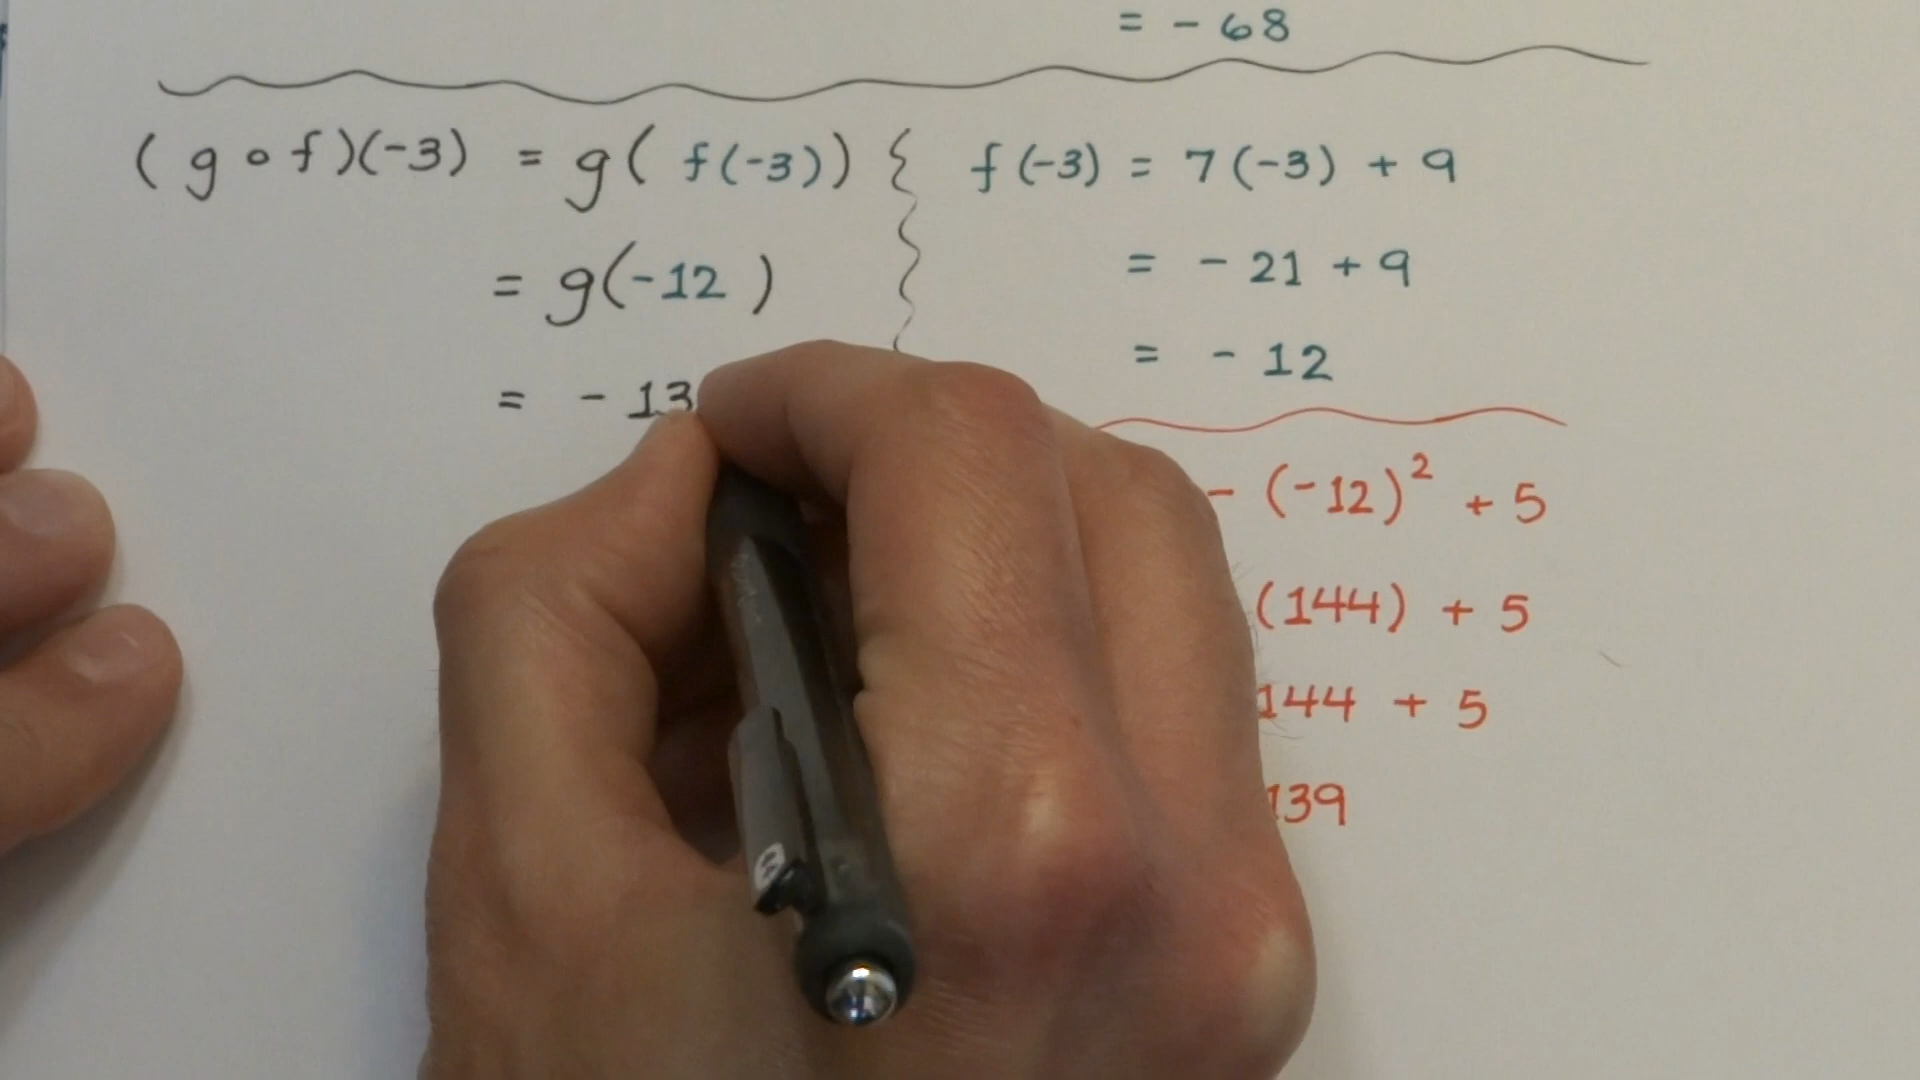 = - 68
(g ∘ f)(-3) = g( f(-3)) { f(-3) = 7(-3) + 9
= g(-12 )
= - 21 + 9
= - 12
= - 13
- (-12)² + 5
(144) + 5
144 + 5
139